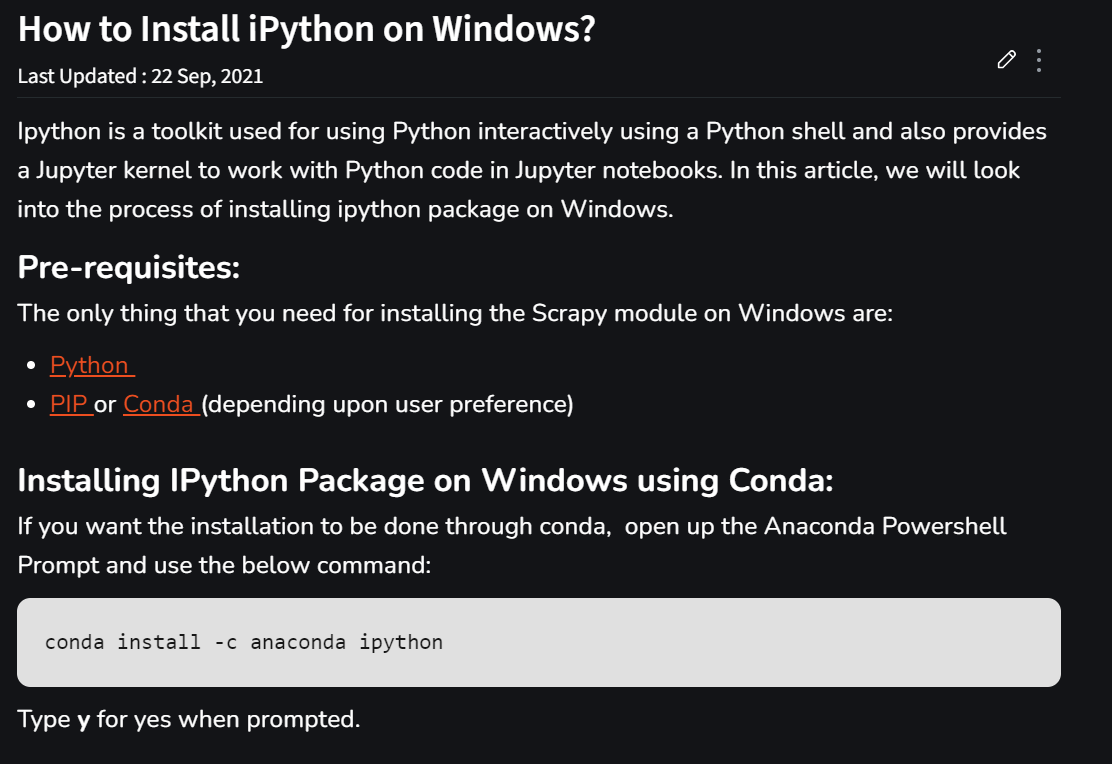 How to Install iPython on Windows?
Last Updated : 22 Sep, 2021
Ipython is a toolkit used for using Python interactively using a Python shell and also provides
a Jupyter kernel to work with Python code in Jupyter notebooks. In this article, we will look
into the process of installing ipython package on Windows.
Pre-requisites:
The only thing that you need for installing the Scrapy module on Windows are:
• Python
• PIP or Conda (depending upon user preference)
Installing IPython Package on Windows using Conda:
If you want the installation to be done through conda,  open up the Anaconda Powershell
Prompt and use the below command:
conda install -c anaconda ipython
Type y for yes when prompted.